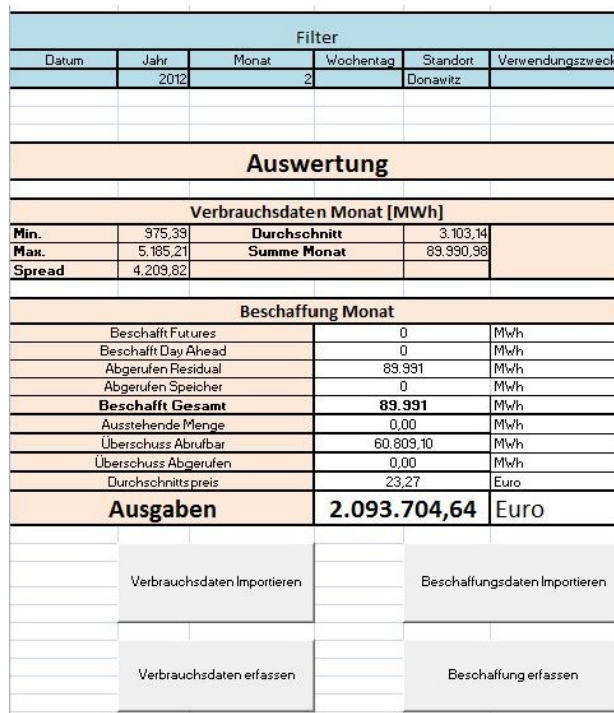 Filter
Datum Jahr Monat Wochentag Standort Verwendungszweck
2012 2 Donawitz
Auswertung
Verbrauchsdaten Monat [MWh]
Min. 975,39 Durchschnitt 3.103,14
Max. 5.185,21 Summe Monat 89.990,98
Spread 4.209,82
Beschaffung Monat
Beschafft Futures 0 MWh
Beschafft Day Ahead 0 MWh
Abgerufen Residual 89.991 MWh
Abgerufen Speicher 0 MWh
Beschafft Gesamt 89.991 MWh
Ausstehende Menge 0,00 MWh
Überschuss Abrufbar 60.809,10 MWh
Überschuss Abgerufen 0,00 MWh
Durchschnittspreis 23,27 Euro
Ausgaben 2.093.704,64 Euro
Verbrauchsdaten Importieren Beschaffungsdaten Importieren
Verbrauchsdaten erfassen Beschaffung erfassen